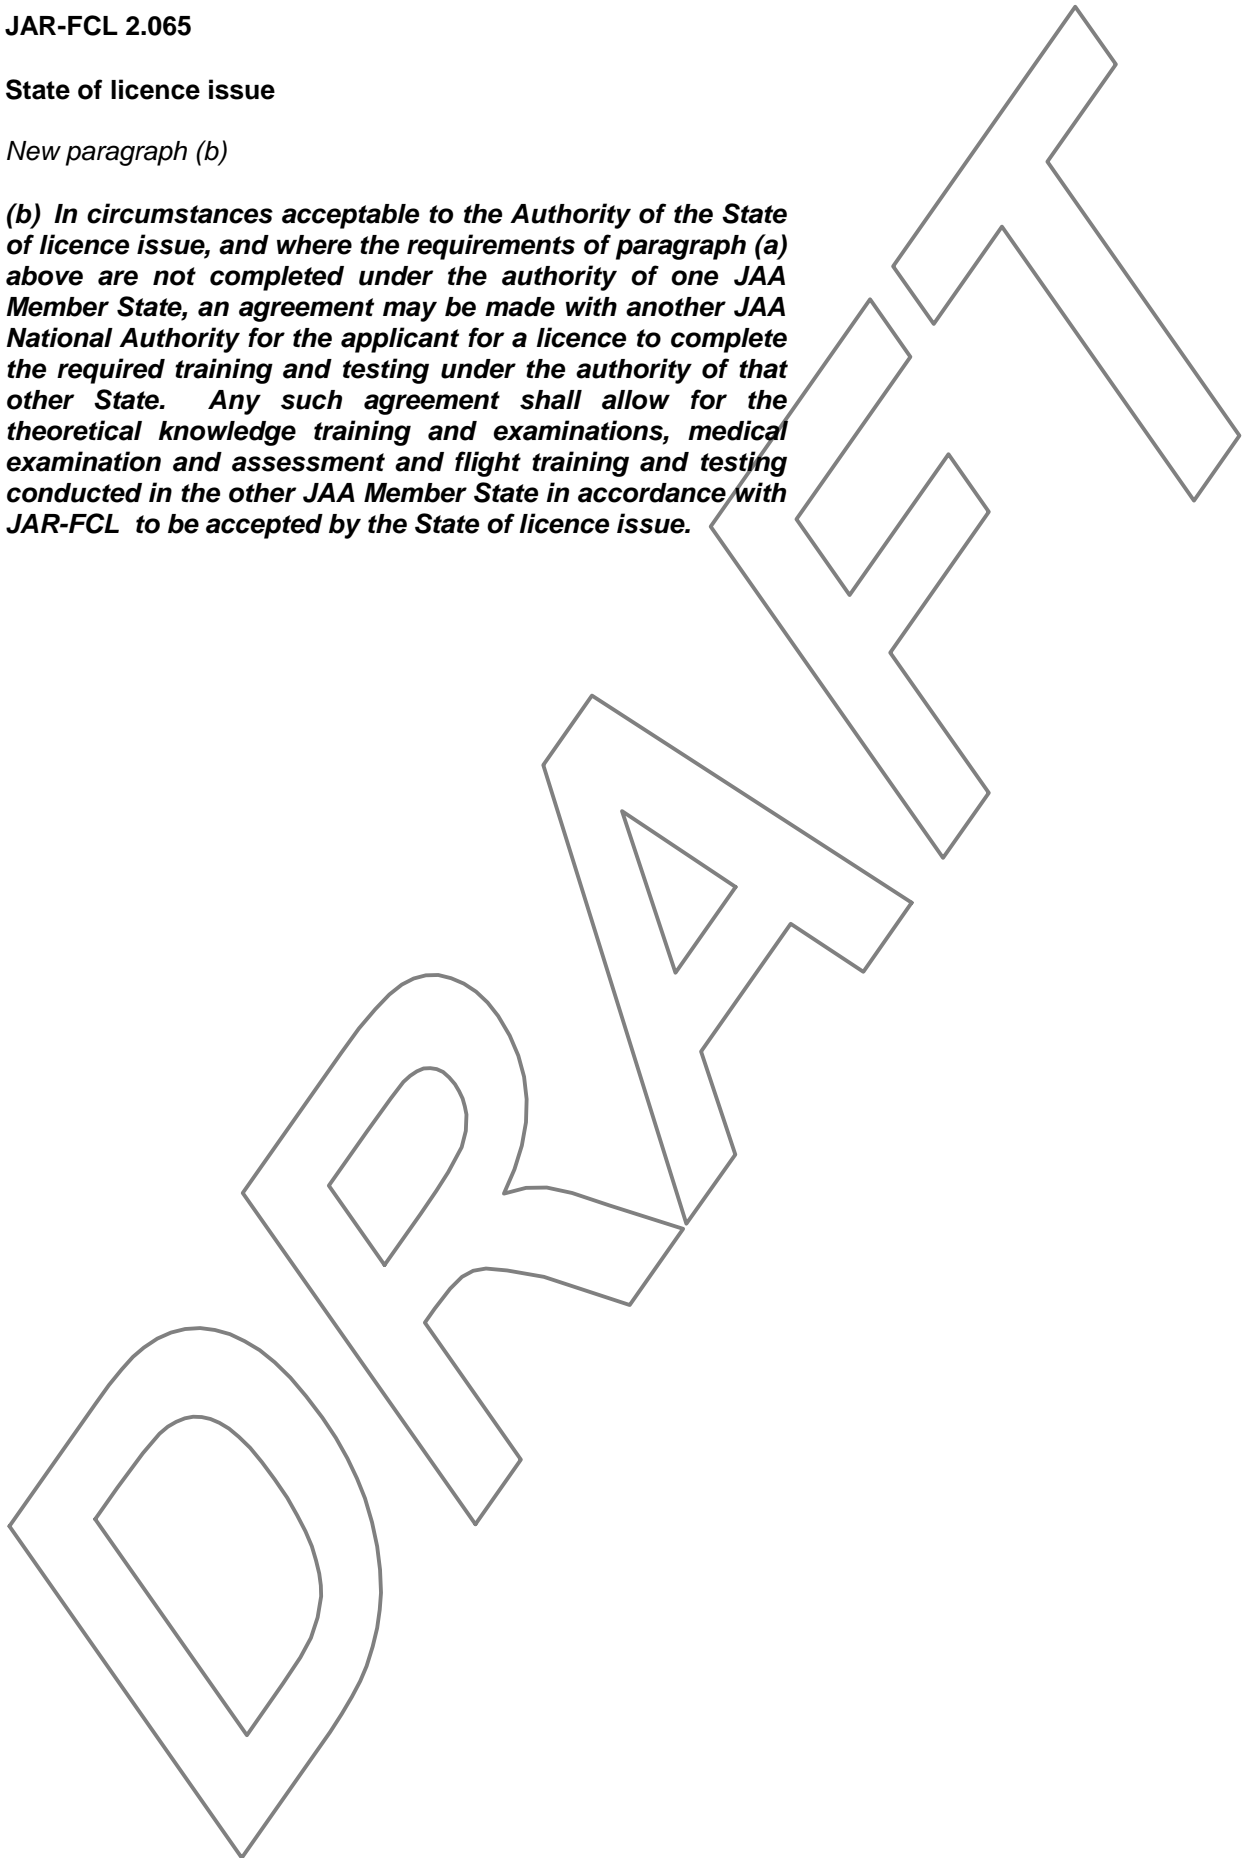 JAR-FCL 2.065
State of licence issue
New paragraph (b)
(b) In circumstances acceptable to the Authority of the State
of licence issue, and where the requirements of paragraph (a)
above are not completed under the authority of one JAA
Member State, an agreement may be made with another JAA
National Authority for the applicant for a licence to complete
the required training and testing under the authority of that
other State. Any such agreement shall allow for the
theoretical knowledge training and examinations, medical
examination and assessment and flight training and testing
conducted in the other JAA Member State in accordance with
JAR-FCL to be accepted by the State of licence issue.
DRAFT